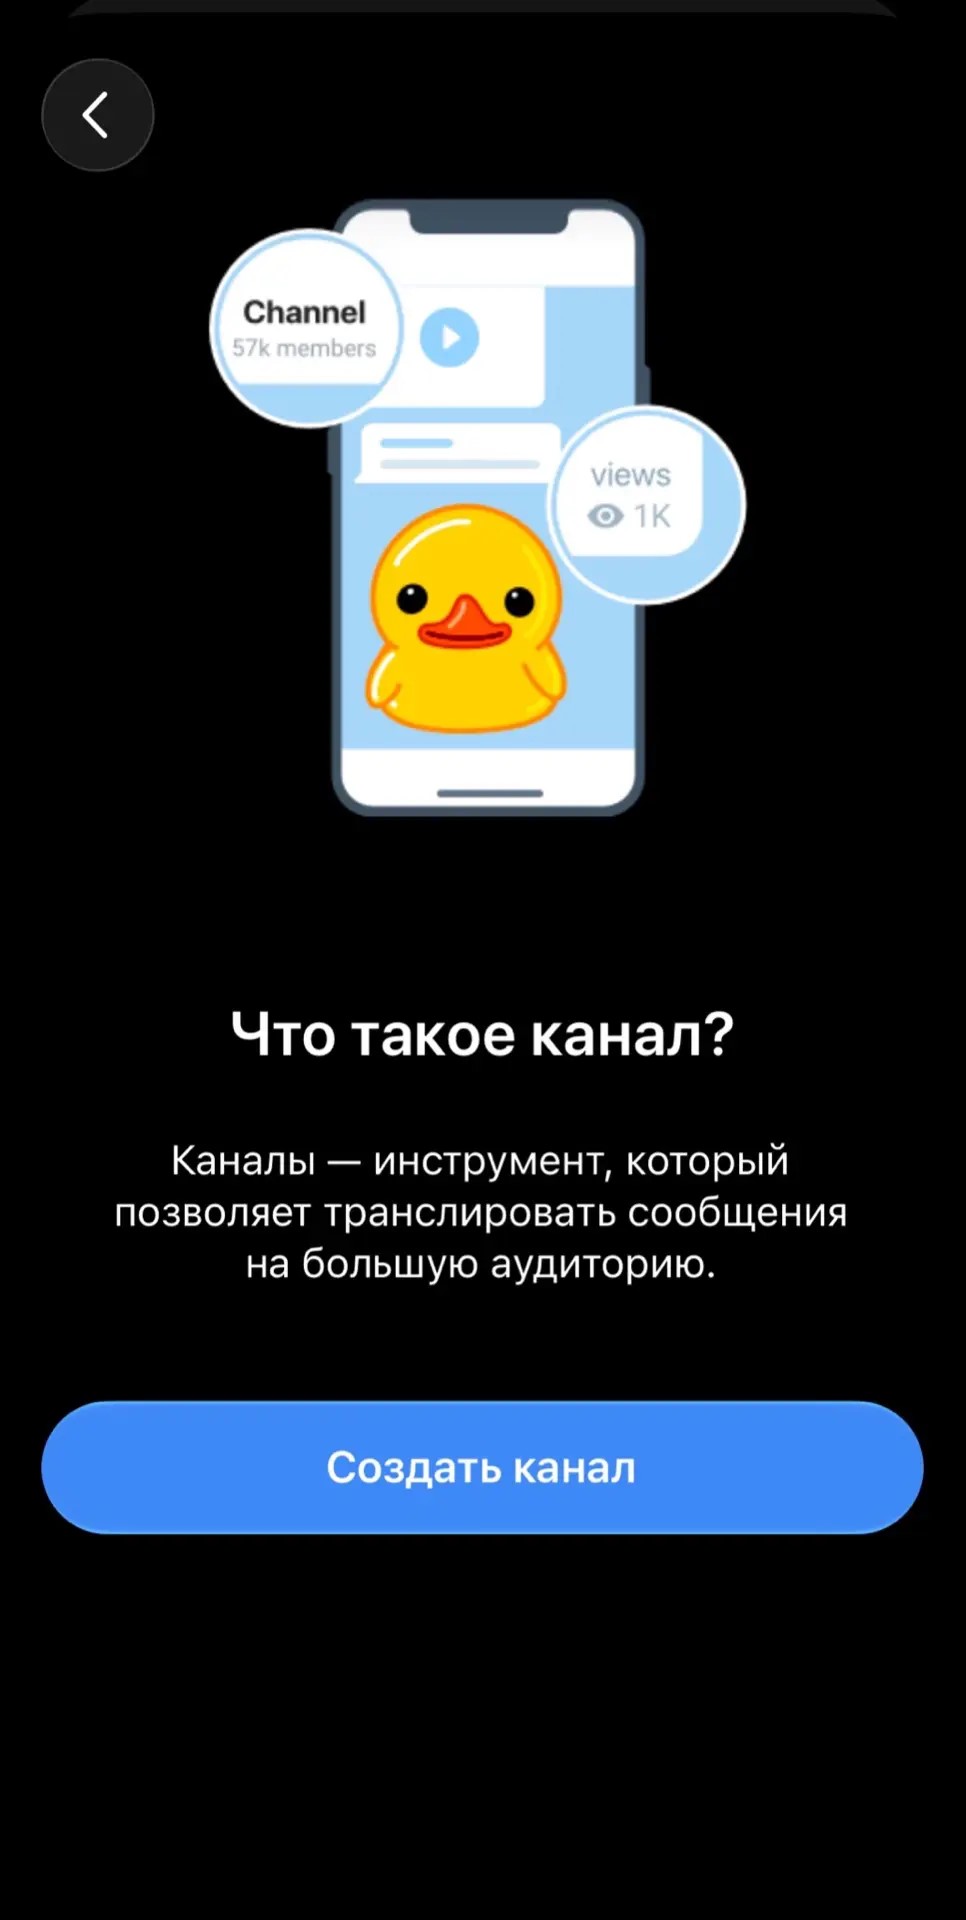 Channel
57k members
views
1K
Что такое канал?
Каналы — инструмент, который
позволяет транслировать сообщения
на большую аудиторию.
Создать канал